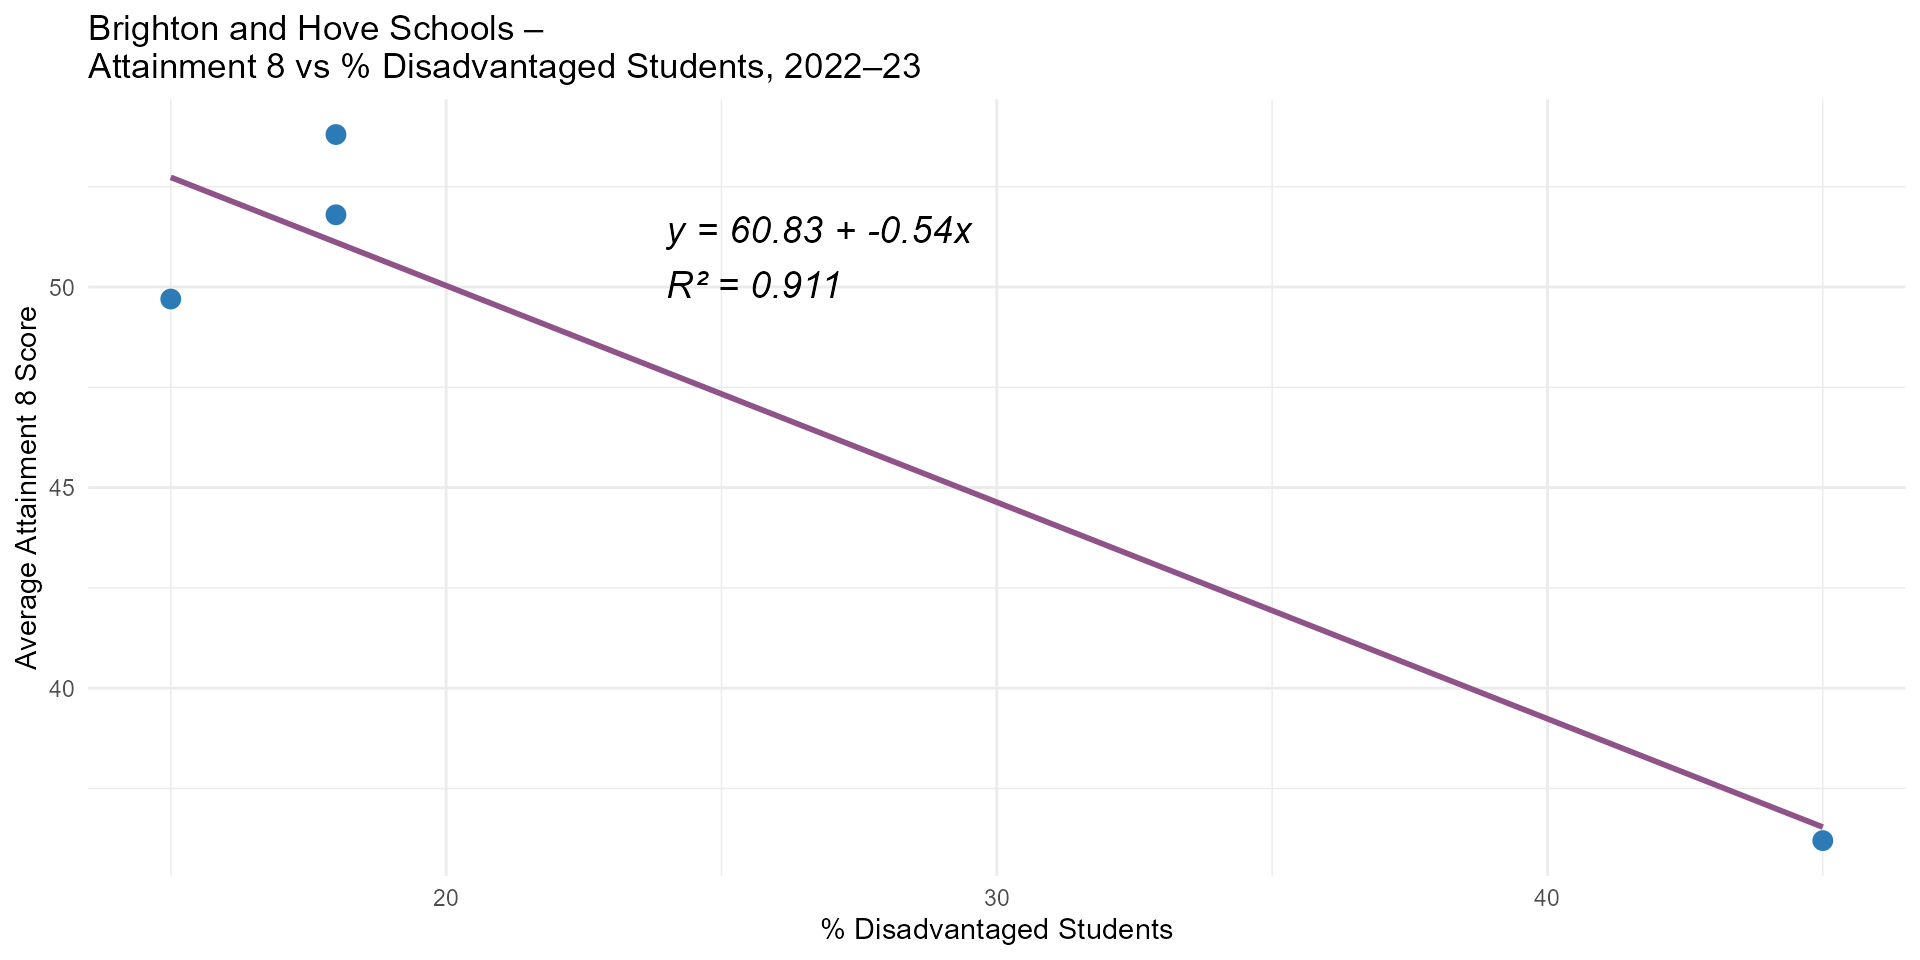 Brighton and Hove Schools –
Attainment 8 vs % Disadvantaged Students, 2022–23
y = 60.83 + -0.54x
R² = 0.911
50
45
40
Average Attainment 8 Score
20
30
40
% Disadvantaged Students